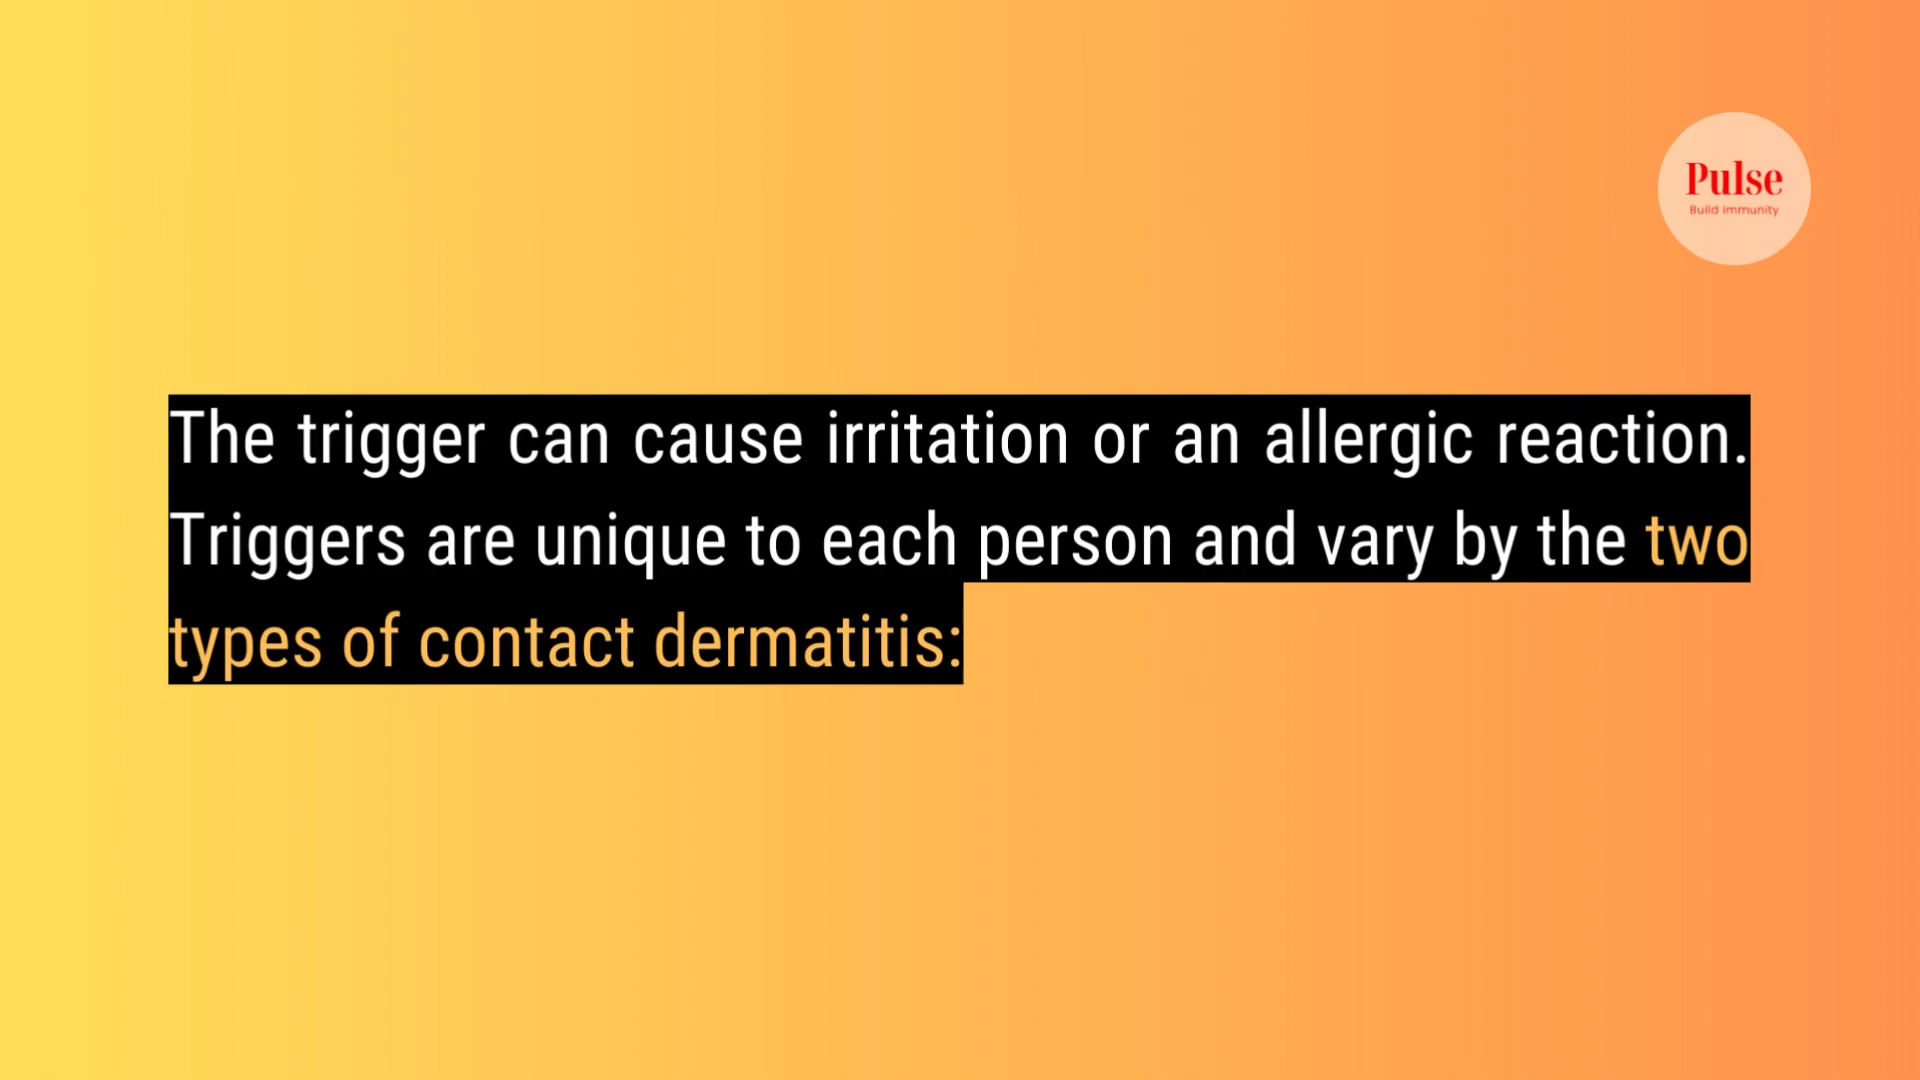 Pulse
Build Immunity
The trigger can cause irritation or an allergic reaction.
Triggers are unique to each person and vary by the two
types of contact dermatitis: